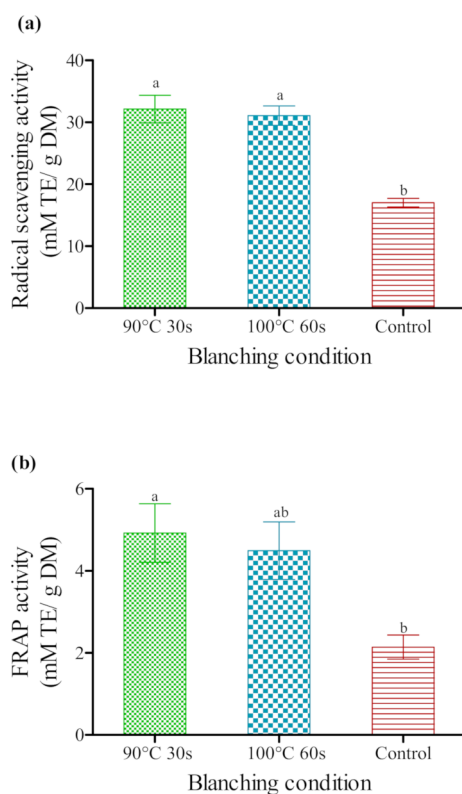 (a)
Radical scavenging activity
(mM TE/ g DM)
40
30
20
10
0
a
a
b
90°C 30s
100°C 60s
Control
Blanching condition
(b)
FRAP activity
(mM TE/ g DM)
6
4
2
0
a
ab
b
90°C 30s
100°C 60s
Control
Blanching condition